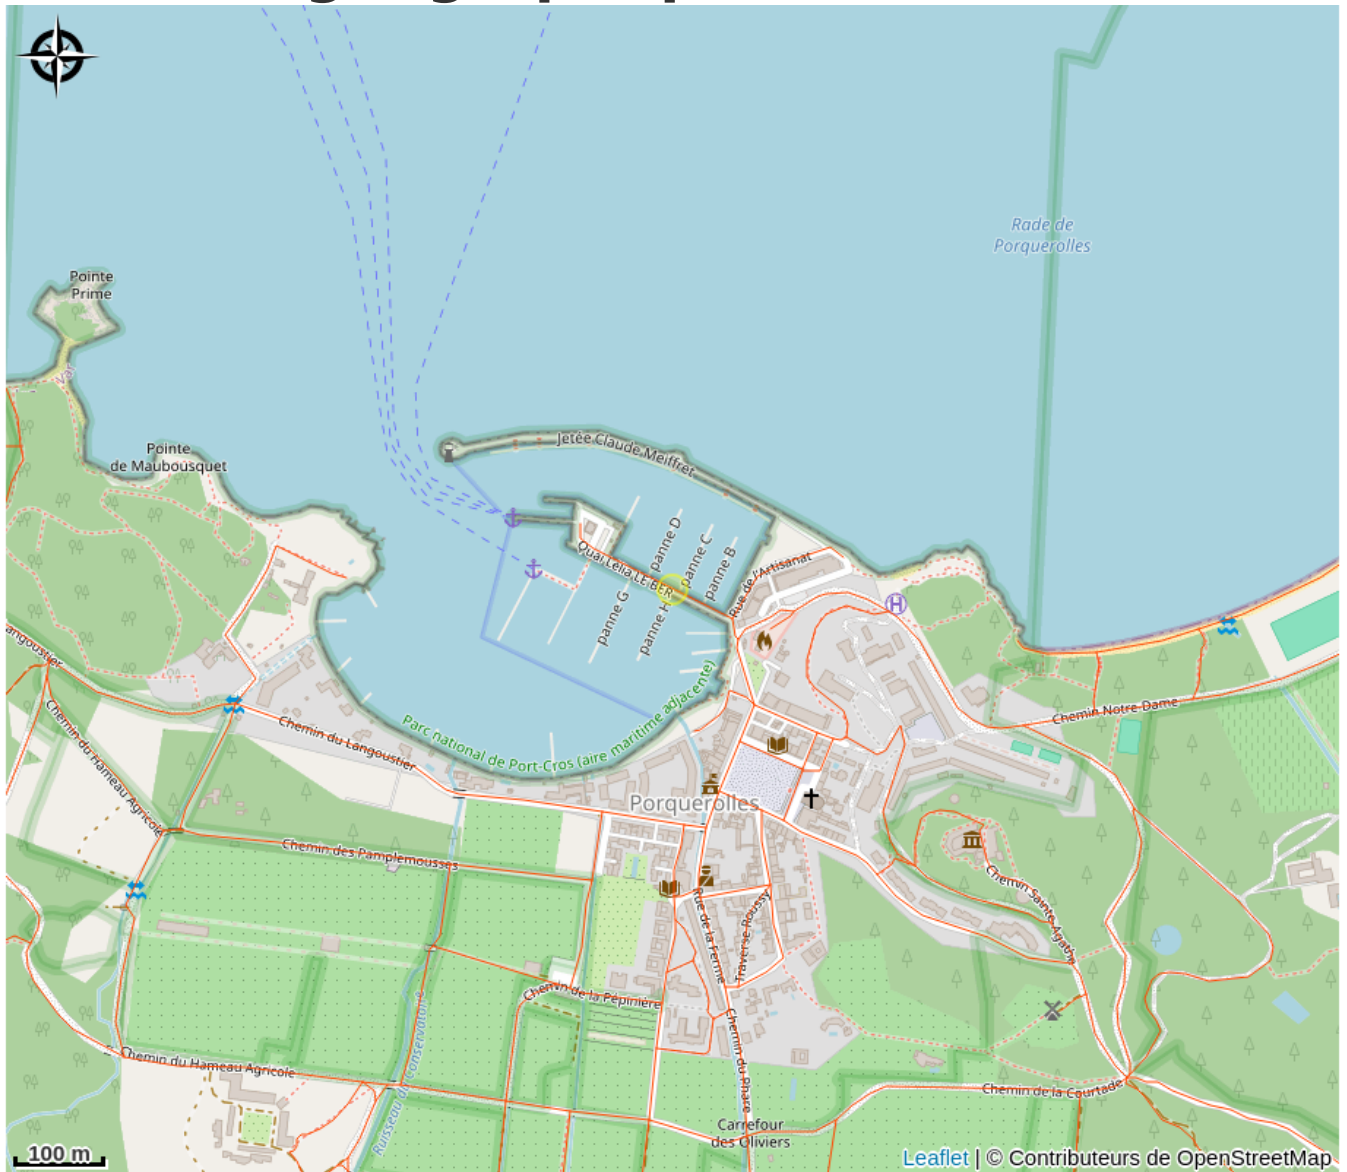 Rade de
Porquerolles
Pointe
Prime
Var
Pointe
de Maubousquet
Jetée Claude Meiffret
panne D
panne C
panne B
Quai Lélia LE BER
Rue de l'Artisanat
panne G
panne H
H
angoustier
Chemin du Langoustier
Parc national de Port-Cros (aire maritime adjacente)
Chemin Notre-Dame
Chemin du Hameau Agricole
Porquerolles
Chemin des Pamplemousses
Chemin Sainte-Agathe
Rue de la Ferme
Traverse Roussy
Chemin de la Pépinière
Ruisseau du Conservatoire
Chemin du Phare
Chemin du Hameau Agricole
Chemin de la Courtade
Carrefour
des Oliviers
100 m
Leaflet | © Contributeurs de OpenStreetMap